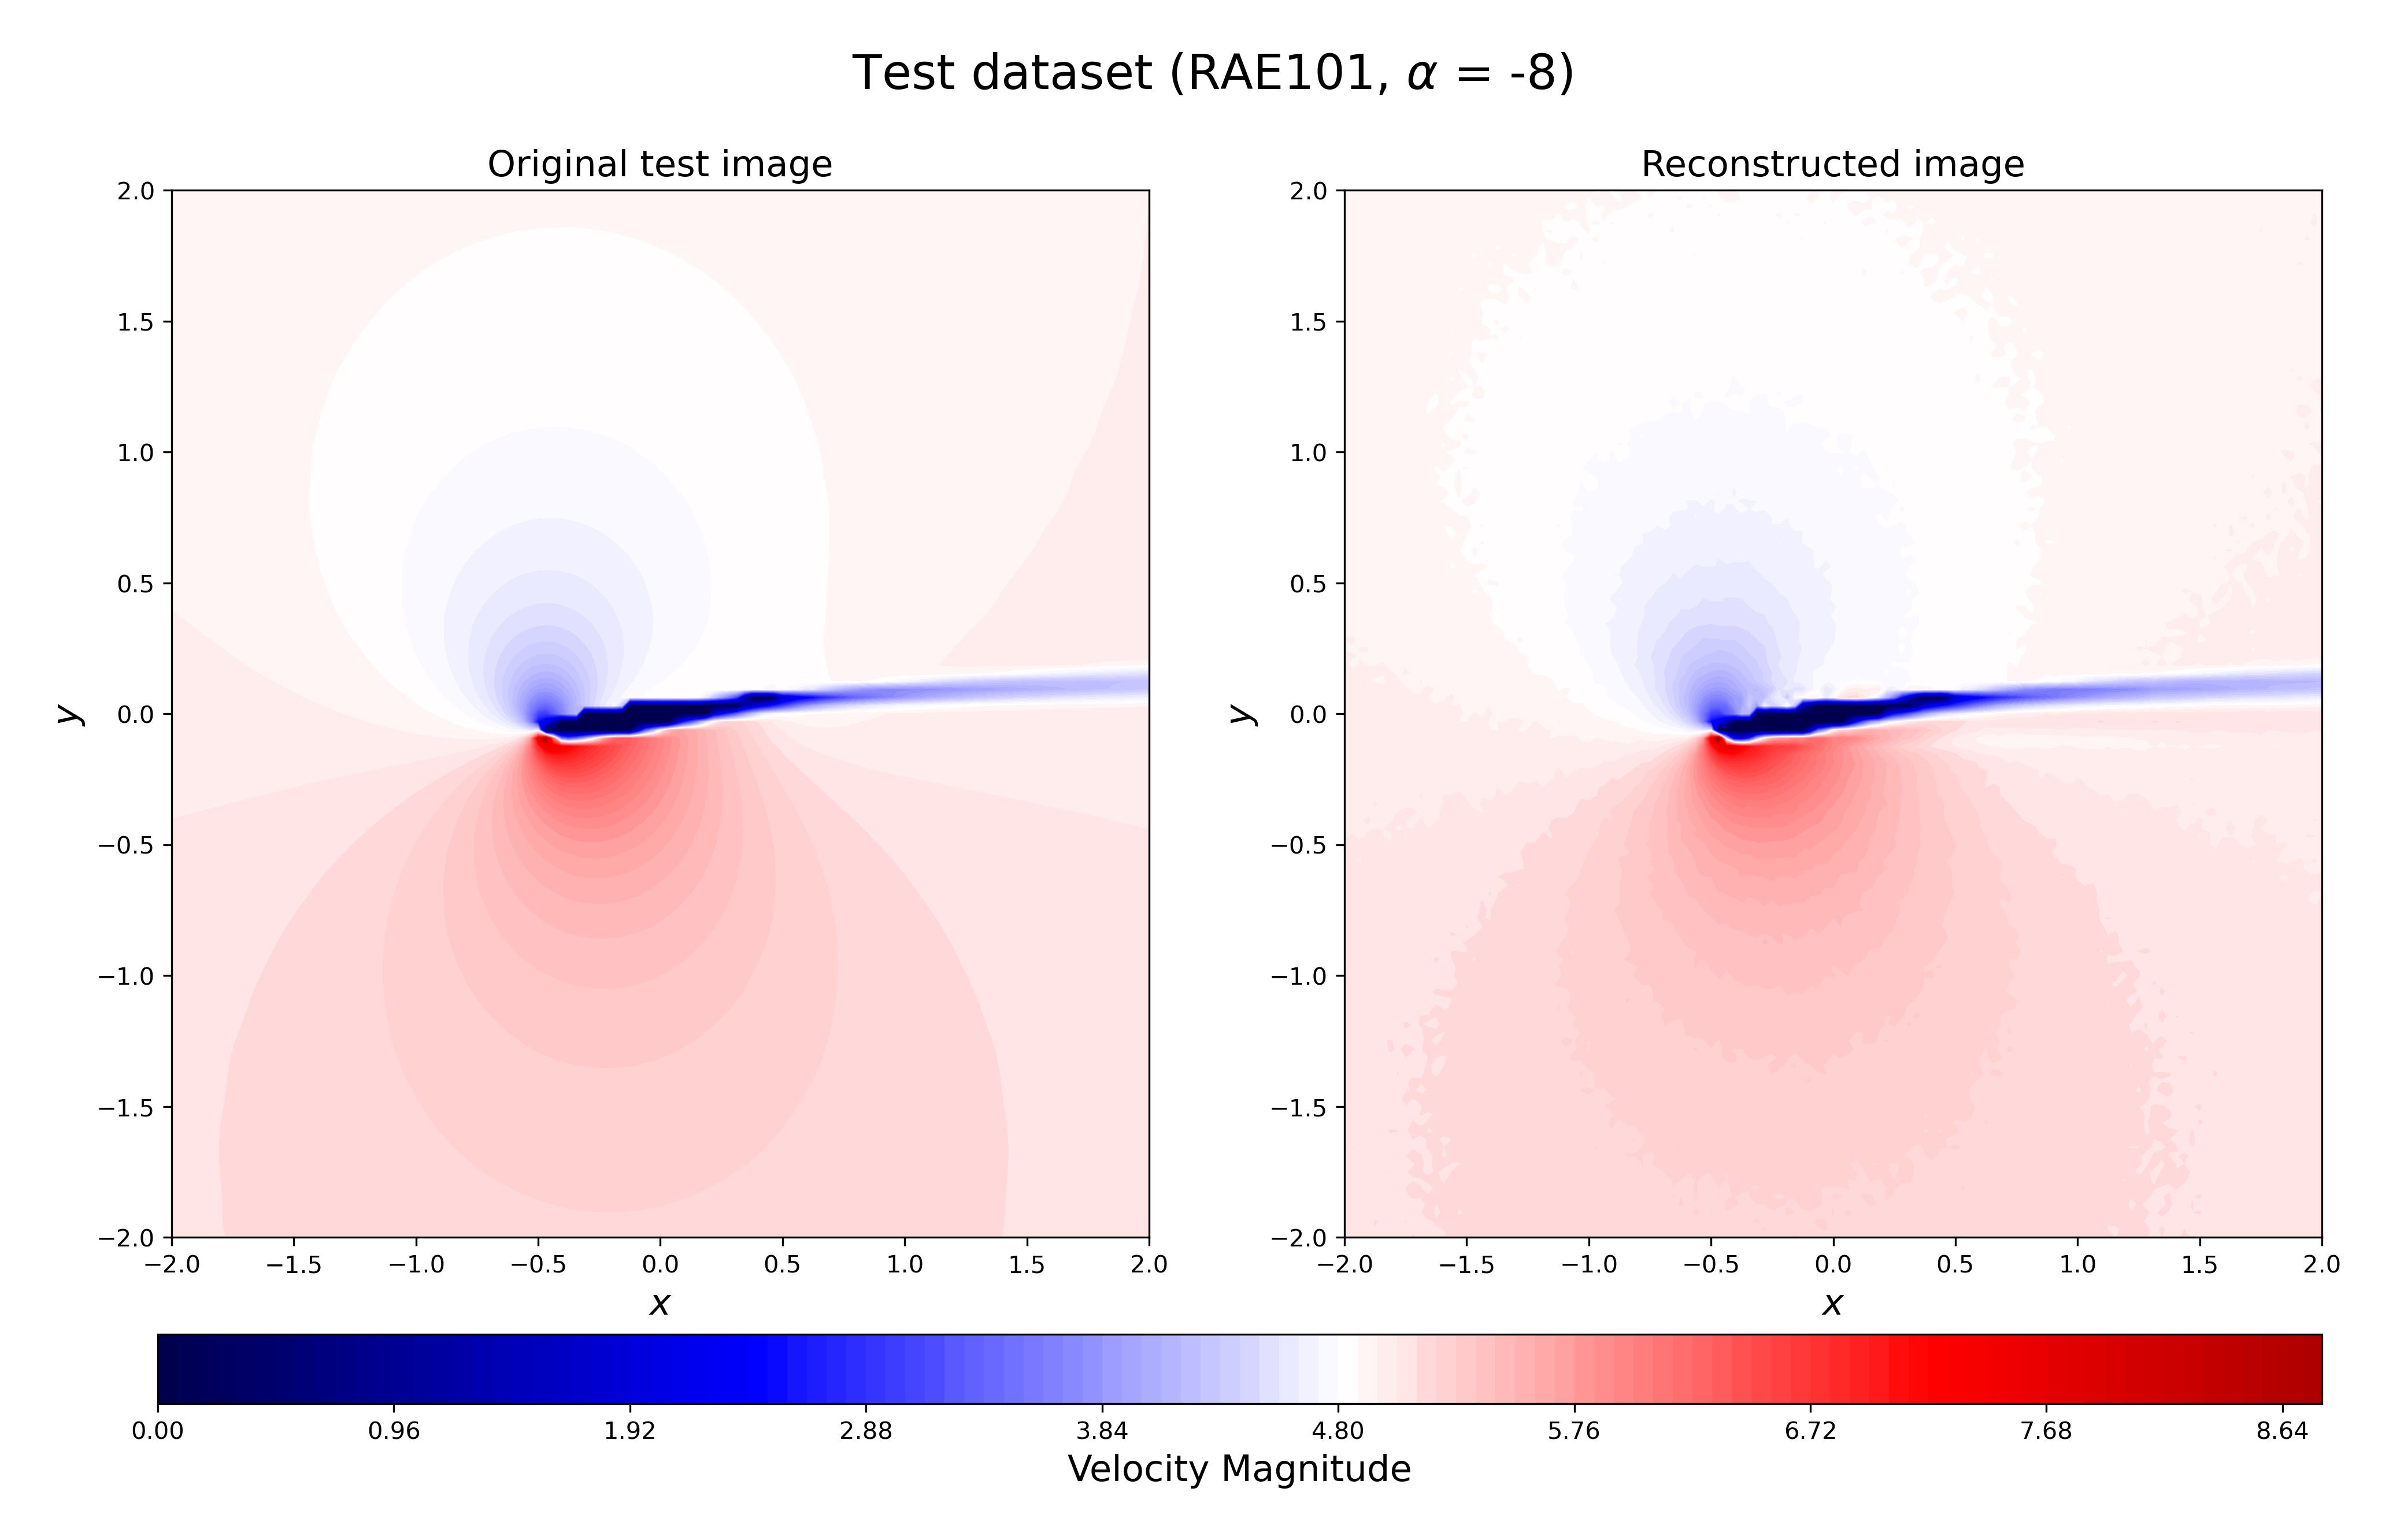 Test dataset (RAE101, α = -8)
Original test image
2.0
1.5
1.0
0.5
0.0
−0.5
−1.0
−1.5
−2.0
y
−2.0 −1.5 −1.0 −0.5 0.0 0.5 1.0 1.5 2.0
x
Reconstructed image
2.0
1.5
1.0
0.5
0.0
−0.5
−1.0
−1.5
−2.0
y
−2.0 −1.5 −1.0 −0.5 0.0 0.5 1.0 1.5 2.0
x
0.00 0.96 1.92 2.88 3.84 4.80 5.76 6.72 7.68 8.64
Velocity Magnitude